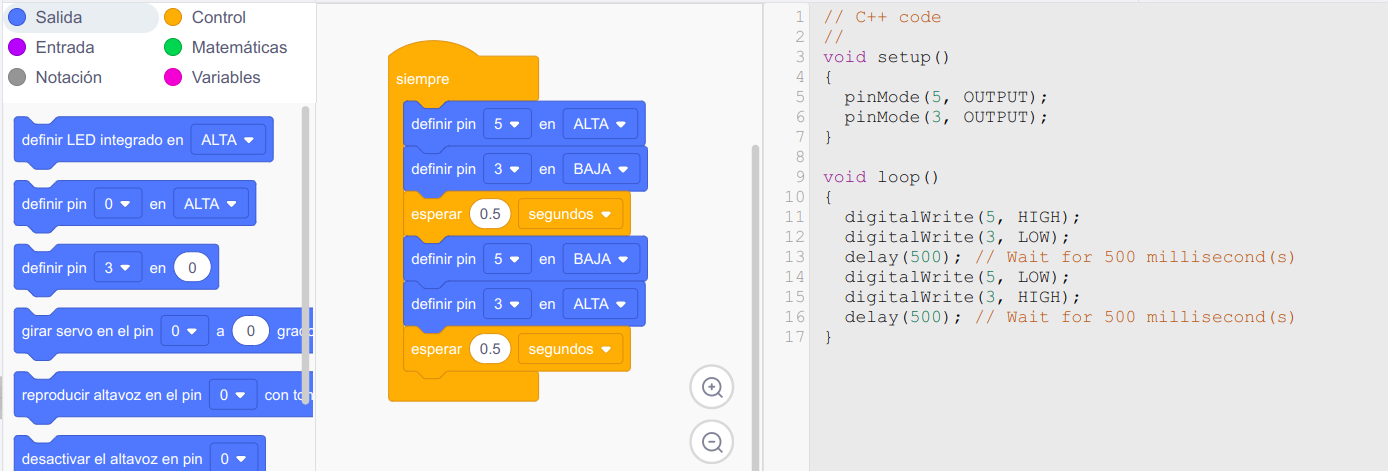 Salida
Control
Entrada
Matemáticas
Notación
Variables
definir LED integrado en ALTA
definir pin 0 en ALTA
definir pin 3 en 0
girar servo en el pin 0 a 0
reproducir altavoz en el pin 0 con
desactivar el altavoz en pin 0
siempre
definir pin 5 en ALTA
definir pin 3 en BAJA
esperar 0.5 segundos
definir pin 5 en BAJA
definir pin 3 en ALTA
esperar 0.5 segundos
1 // C++ code
2 //
3 void setup()
4 {
5 pinMode(5, OUTPUT);
6 pinMode(3, OUTPUT);
7 }
8
9 void loop()
10 {
11 digitalWrite(5, HIGH);
12 digitalWrite(3, LOW);
13 delay(500); // Wait for 500 millisecond(s)
14 digitalWrite(5, LOW);
15 digitalWrite(3, HIGH);
16 delay(500); // Wait for 500 millisecond(s)
17 }